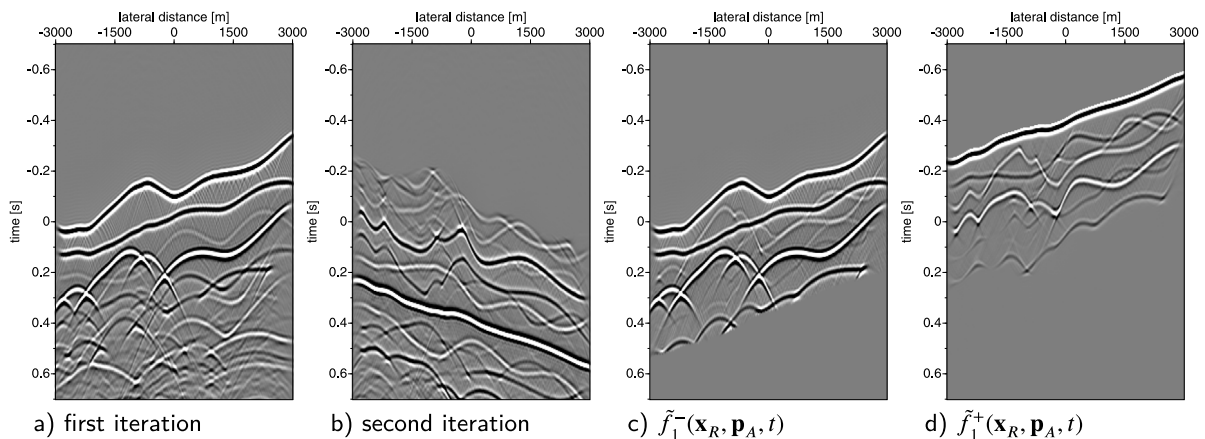 lateral distance [m] lateral distance [m] lateral distance [m] lateral distance [m]
-3000 -1500 0 1500 3000 -3000 -1500 0 1500 3000 -3000 -1500 0 1500 3000 -3000 -1500 0 1500 3000
-0.6 -0.6 -0.6 -0.6
-0.4 -0.4 -0.4 -0.4
-0.2 -0.2 -0.2 -0.2
0 0 0 0
time [s] time [s] time [s] time [s]
0.2 0.2 0.2 0.2
0.4 0.4 0.4 0.4
0.6 0.6 0.6 0.6
a) first iteration b) second iteration c) f̃₁⁻(𝐱_R, 𝐩_A, t) d) f̃₁⁺(𝐱_R, 𝐩_A, t)